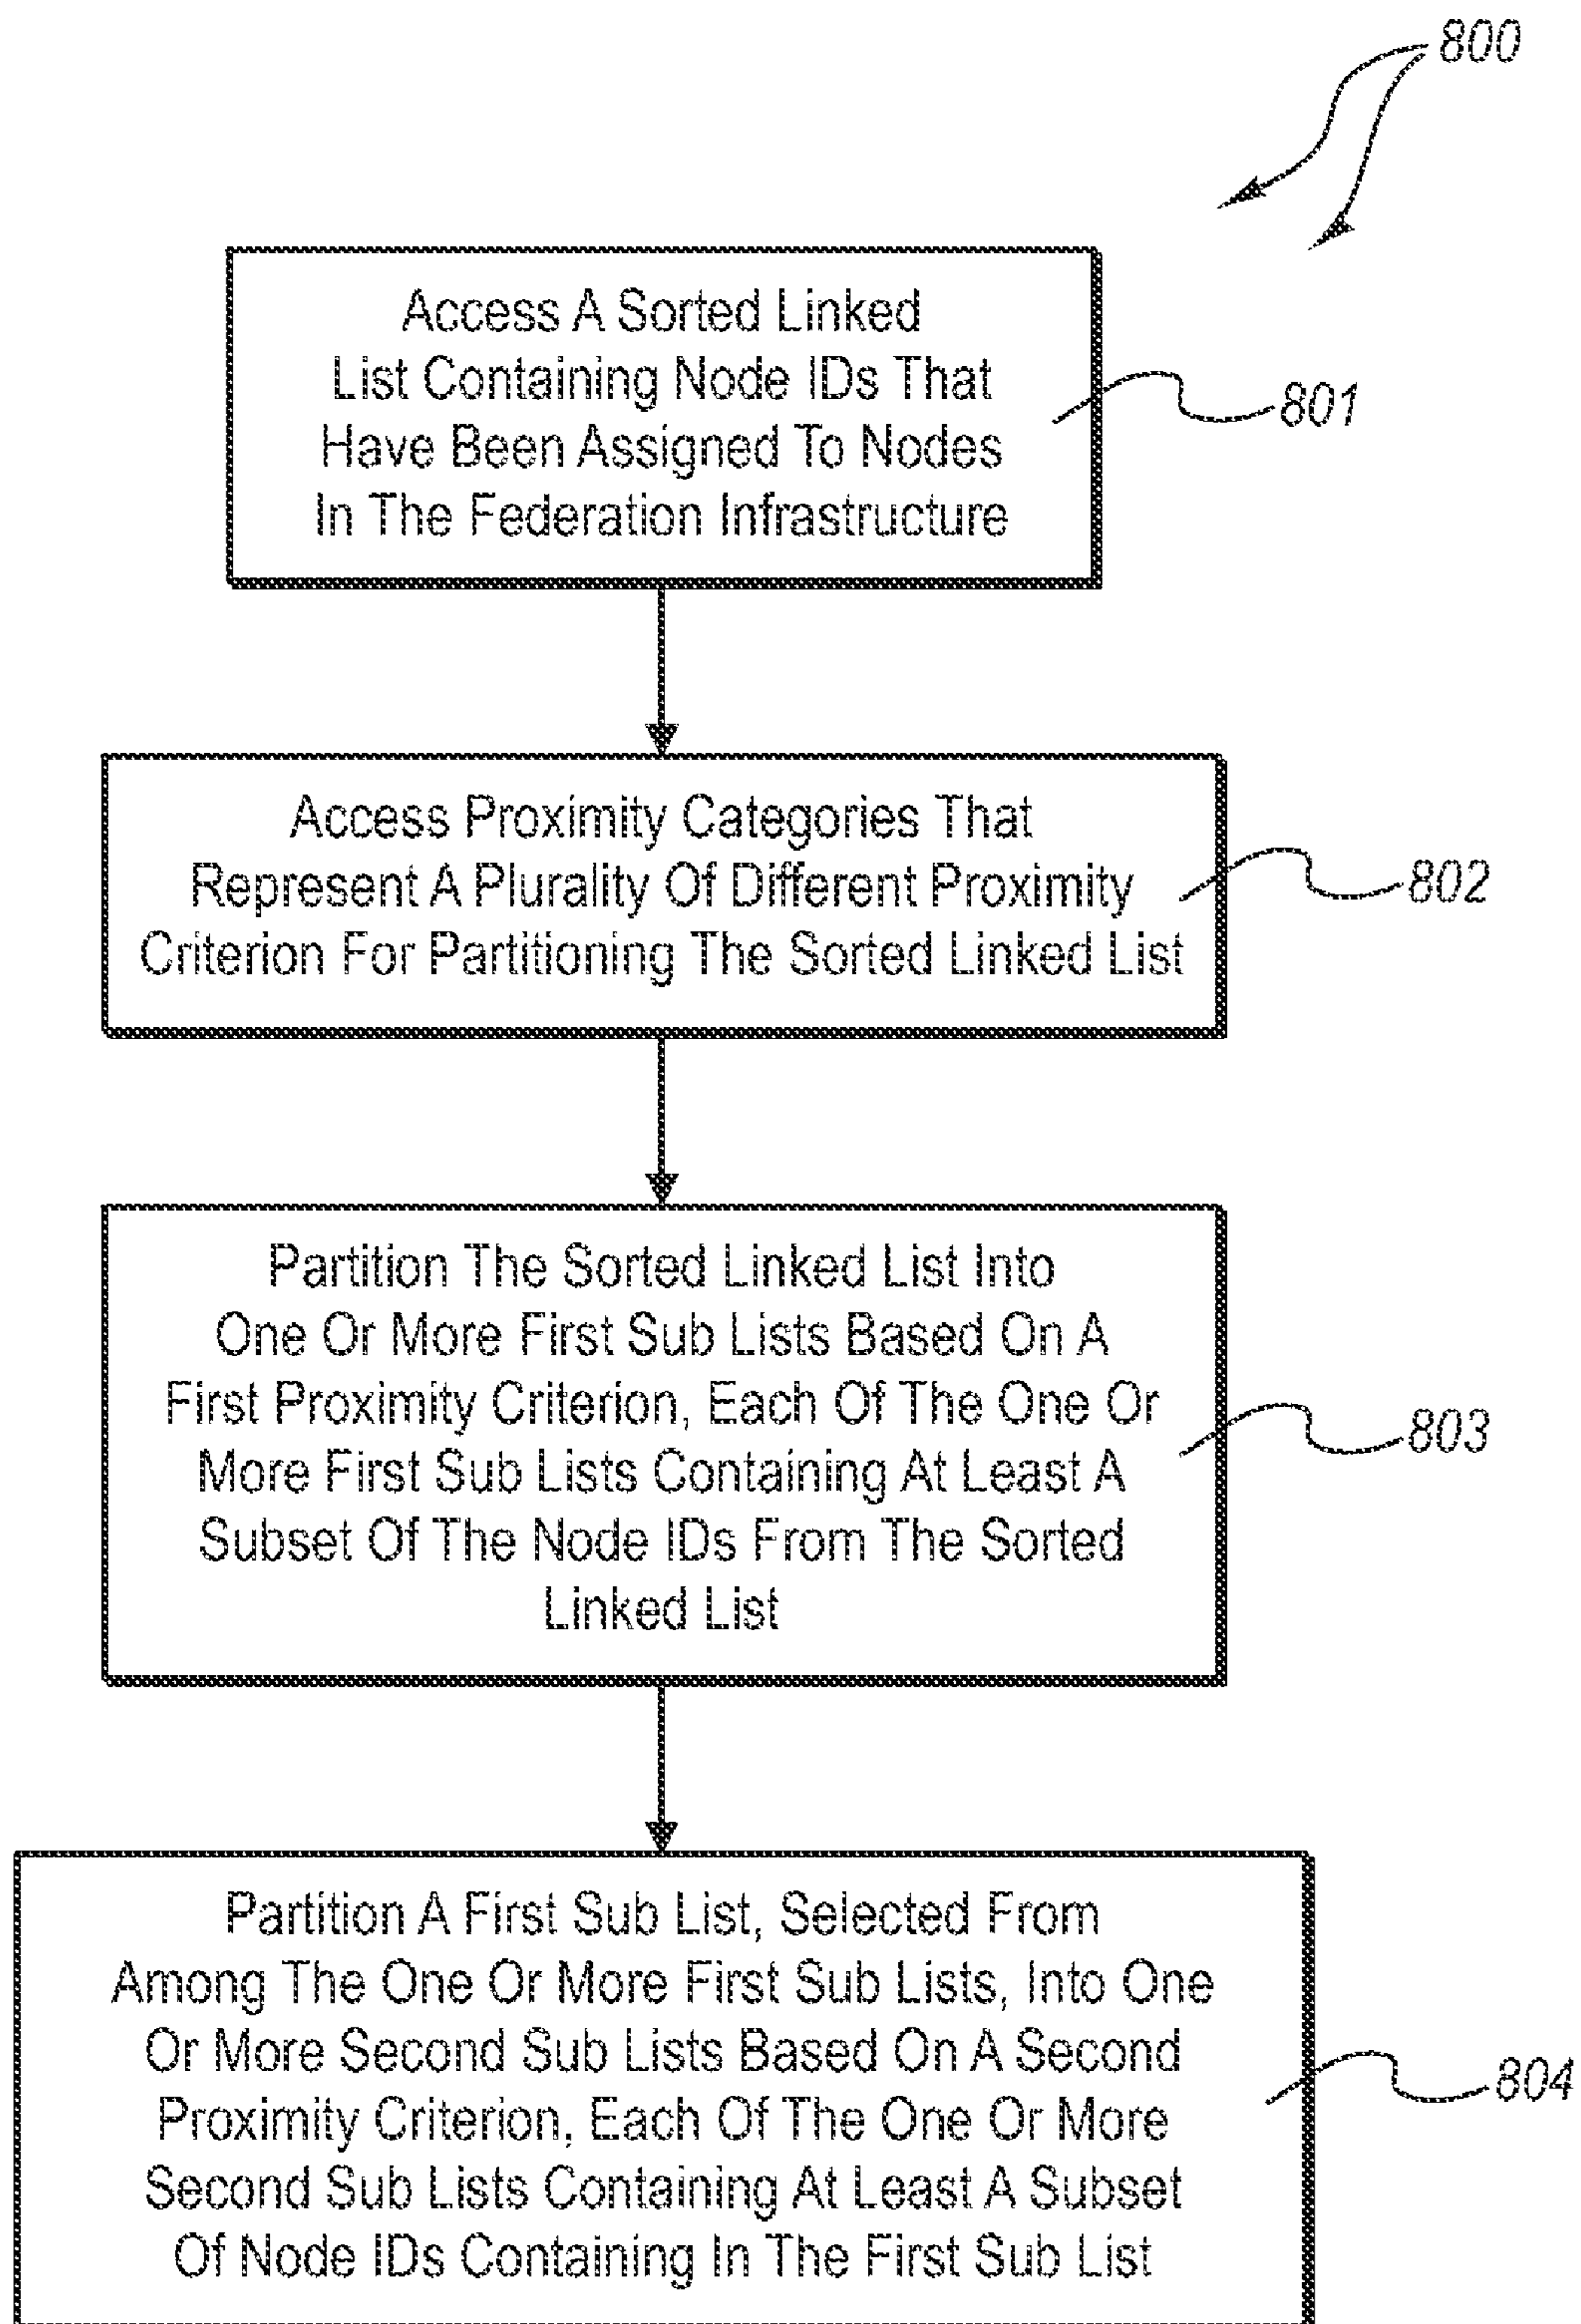 800
Access A Sorted Linked
List Containing Node IDs That
Have Been Assigned To Nodes
In The Federation Infrastructure
801
Access Proximity Categories That
Represent A Plurality Of Different Proximity
Criterion For Partitioning The Sorted Linked List
802
Partition The Sorted Linked List Into
One Or More First Sub Lists Based On A
First Proximity Criterion, Each Of The One Or
More First Sub Lists Containing At Least A
Subset Of The Node IDs From The Sorted
Linked List
803
Partition A First Sub List, Selected From
Among The One Or More First Sub Lists, Into One
Or More Second Sub Lists Based On A Second
Proximity Criterion, Each Of The One Or More
Second Sub Lists Containing At Least A Subset
Of Node IDs Containing In The First Sub List
804